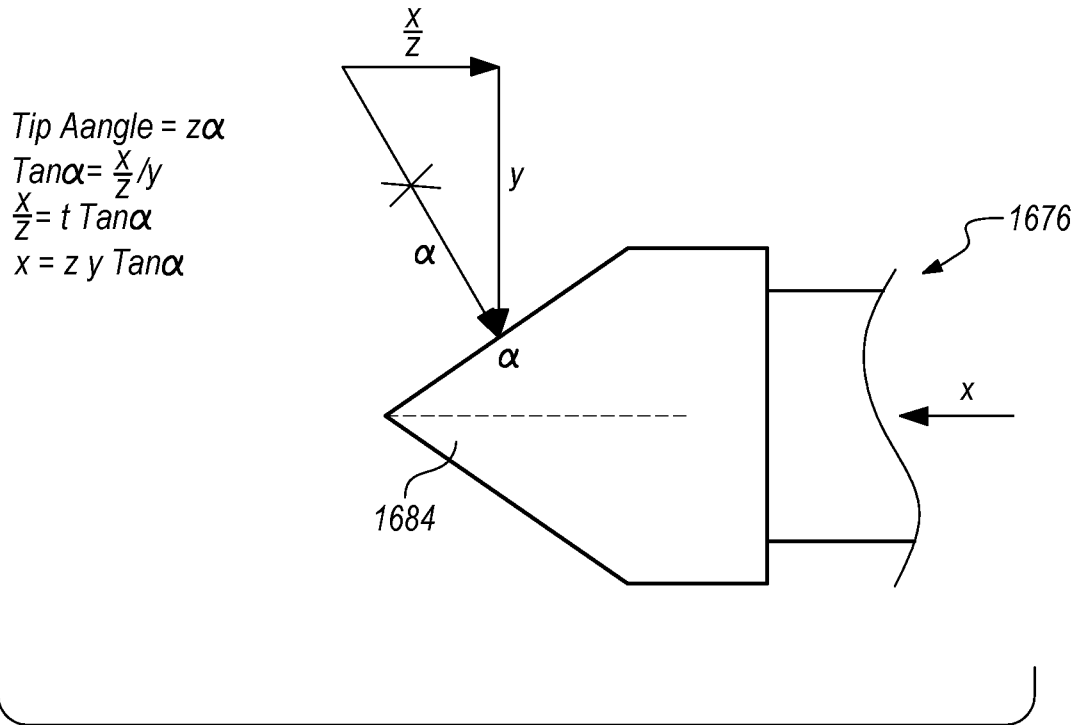 x/z
Tip Aangle = zα
Tanα= x/z /y
x/z = t Tanα
x = z y Tanα
y
α
α
1676
x
1684